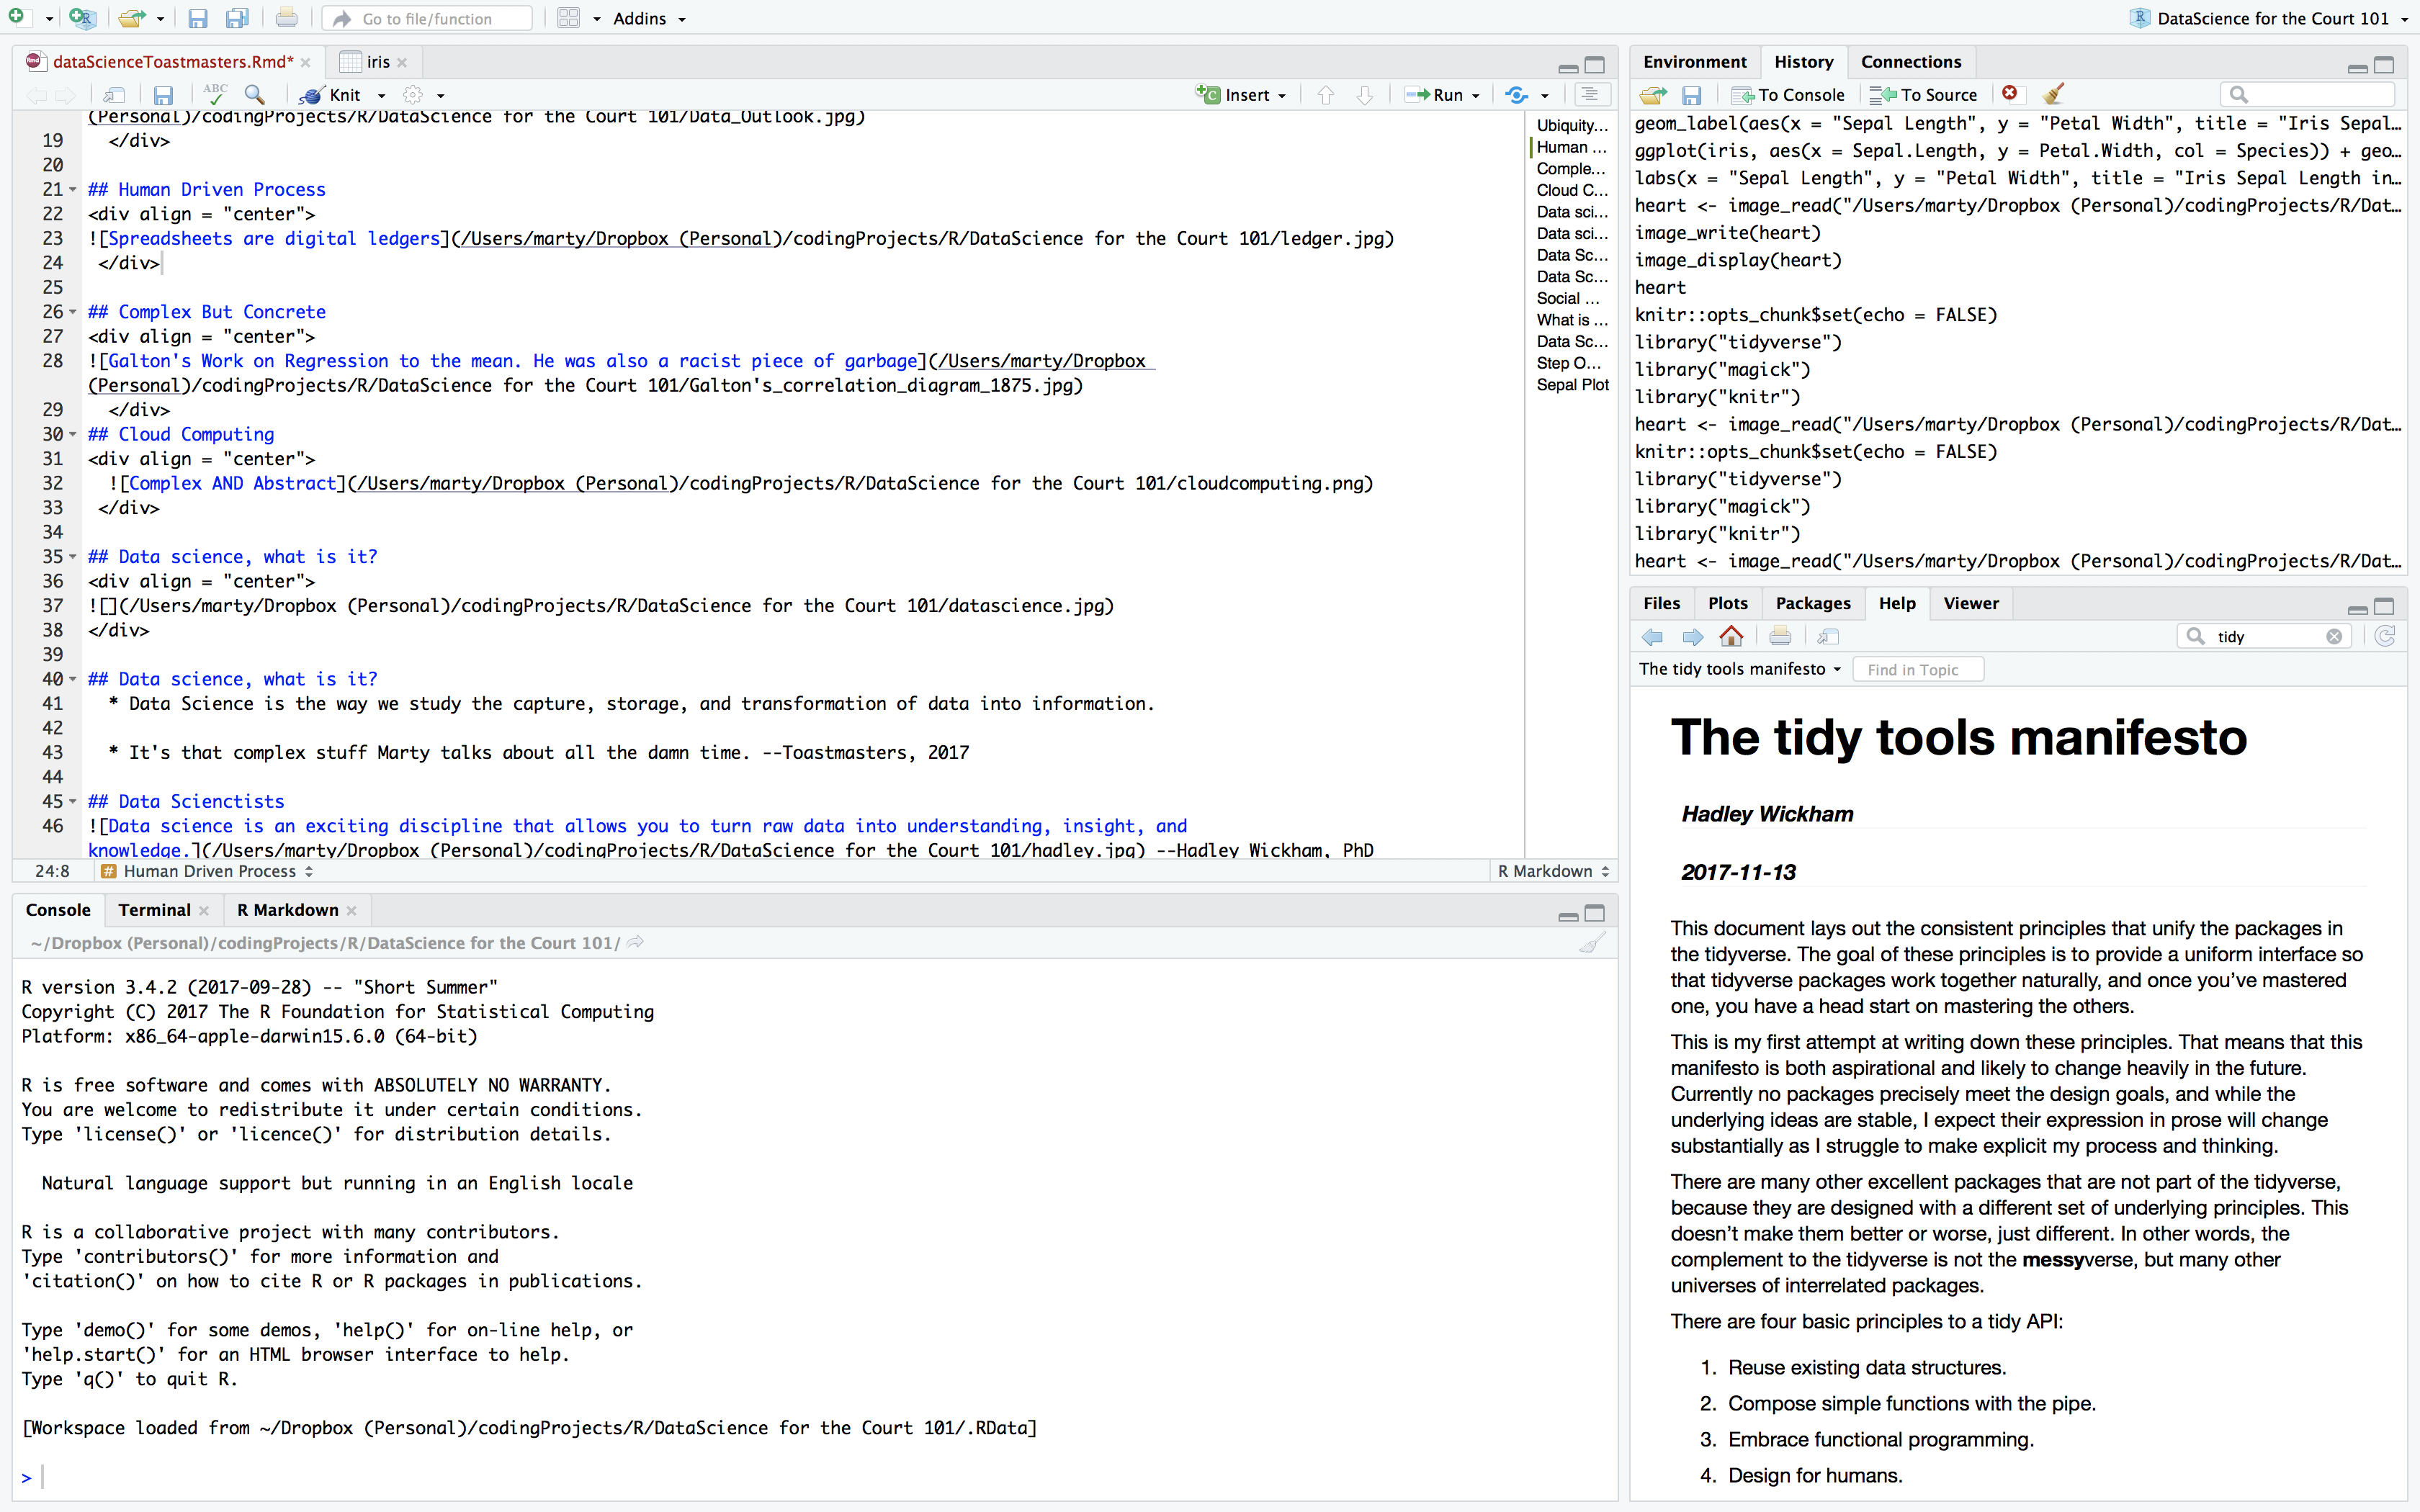 Go to file/function
Addins
DataScience for the Court 101
dataScienceToastmasters.Rmd*
iris
ABC
Knit
Insert
Run
(Personal)/codingProjects/R/DataScience for the Court 101/Data_Outlook.jpg)
19 </div>
20
21 ## Human Driven Process
22 <div align = "center">
23 ![Spreadsheets are digital ledgers](/Users/marty/Dropbox (Personal)/codingProjects/R/DataScience for the Court 101/ledger.jpg)
24 </div>
25
26 ## Complex But Concrete
27 <div align = "center">
28 ![Galton's Work on Regression to the mean. He was also a racist piece of garbage](/Users/marty/Dropbox
(Personal)/codingProjects/R/DataScience for the Court 101/Galton's_correlation_diagram_1875.jpg)
29 </div>
30 ## Cloud Computing
31 <div align = "center">
32 ![Complex AND Abstract](/Users/marty/Dropbox (Personal)/codingProjects/R/DataScience for the Court 101/cloudcomputing.png)
33 </div>
34
35 ## Data science, what is it?
36 <div align = "center">
37 ![](/Users/marty/Dropbox (Personal)/codingProjects/R/DataScience for the Court 101/datascience.jpg)
38 </div>
39
40 ## Data science, what is it?
41 * Data Science is the way we study the capture, storage, and transformation of data into information.
42
43 * It's that complex stuff Marty talks about all the damn time. --Toastmasters, 2017
44
45 ## Data Scienctists
46 ![Data science is an exciting discipline that allows you to turn raw data into understanding, insight, and
knowledge.](/Users/marty/Dropbox (Personal)/codingProjects/R/DataScience for the Court 101/hadley.jpg) --Hadley Wickham, PhD
Ubiquity...
Human ...
Comple...
Cloud C...
Data sci...
Data sci...
Data Sc...
Data Sc...
Social ...
What is ...
Data Sc...
Step O...
Sepal Plot
24:8
# Human Driven Process
R Markdown
Console
Terminal
R Markdown
~/Dropbox (Personal)/codingProjects/R/DataScience for the Court 101/
R version 3.4.2 (2017-09-28) -- "Short Summer"
Copyright (C) 2017 The R Foundation for Statistical Computing
Platform: x86_64-apple-darwin15.6.0 (64-bit)
R is free software and comes with ABSOLUTELY NO WARRANTY.
You are welcome to redistribute it under certain conditions.
Type 'license()' or 'licence()' for distribution details.
Natural language support but running in an English locale
R is a collaborative project with many contributors.
Type 'contributors()' for more information and
'citation()' on how to cite R or R packages in publications.
Type 'demo()' for some demos, 'help()' for on-line help, or
'help.start()' for an HTML browser interface to help.
Type 'q()' to quit R.
[Workspace loaded from ~/Dropbox (Personal)/codingProjects/R/DataScience for the Court 101/.RData]
>
Environment
History
Connections
To Console
To Source
geom_label(aes(x = "Sepal Length", y = "Petal Width", title = "Iris Sepal...
ggplot(iris, aes(x = Sepal.Length, y = Petal.Width, col = Species)) + geo...
labs(x = "Sepal Length", y = "Petal Width", title = "Iris Sepal Length in...
heart <- image_read("/Users/marty/Dropbox (Personal)/codingProjects/R/Dat...
image_write(heart)
image_display(heart)
heart
knitr::opts_chunk$set(echo = FALSE)
library("tidyverse")
library("magick")
library("knitr")
heart <- image_read("/Users/marty/Dropbox (Personal)/codingProjects/R/Dat...
knitr::opts_chunk$set(echo = FALSE)
library("tidyverse")
library("magick")
library("knitr")
heart <- image_read("/Users/marty/Dropbox (Personal)/codingProjects/R/Dat...
Files
Plots
Packages
Help
Viewer
tidy
The tidy tools manifesto
Find in Topic
The tidy tools manifesto
Hadley Wickham
2017-11-13
This document lays out the consistent principles that unify the packages in
the tidyverse. The goal of these principles is to provide a uniform interface so
that tidyverse packages work together naturally, and once you've mastered
one, you have a head start on mastering the others.
This is my first attempt at writing down these principles. That means that this
manifesto is both aspirational and likely to change heavily in the future.
Currently no packages precisely meet the design goals, and while the
underlying ideas are stable, I expect their expression in prose will change
substantially as I struggle to make explicit my process and thinking.
There are many other excellent packages that are not part of the tidyverse,
because they are designed with a different set of underlying principles. This
doesn't make them better or worse, just different. In other words, the
complement to the tidyverse is not the messyverse, but many other
universes of interrelated packages.
There are four basic principles to a tidy API:
1. Reuse existing data structures.
2. Compose simple functions with the pipe.
3. Embrace functional programming.
4. Design for humans.